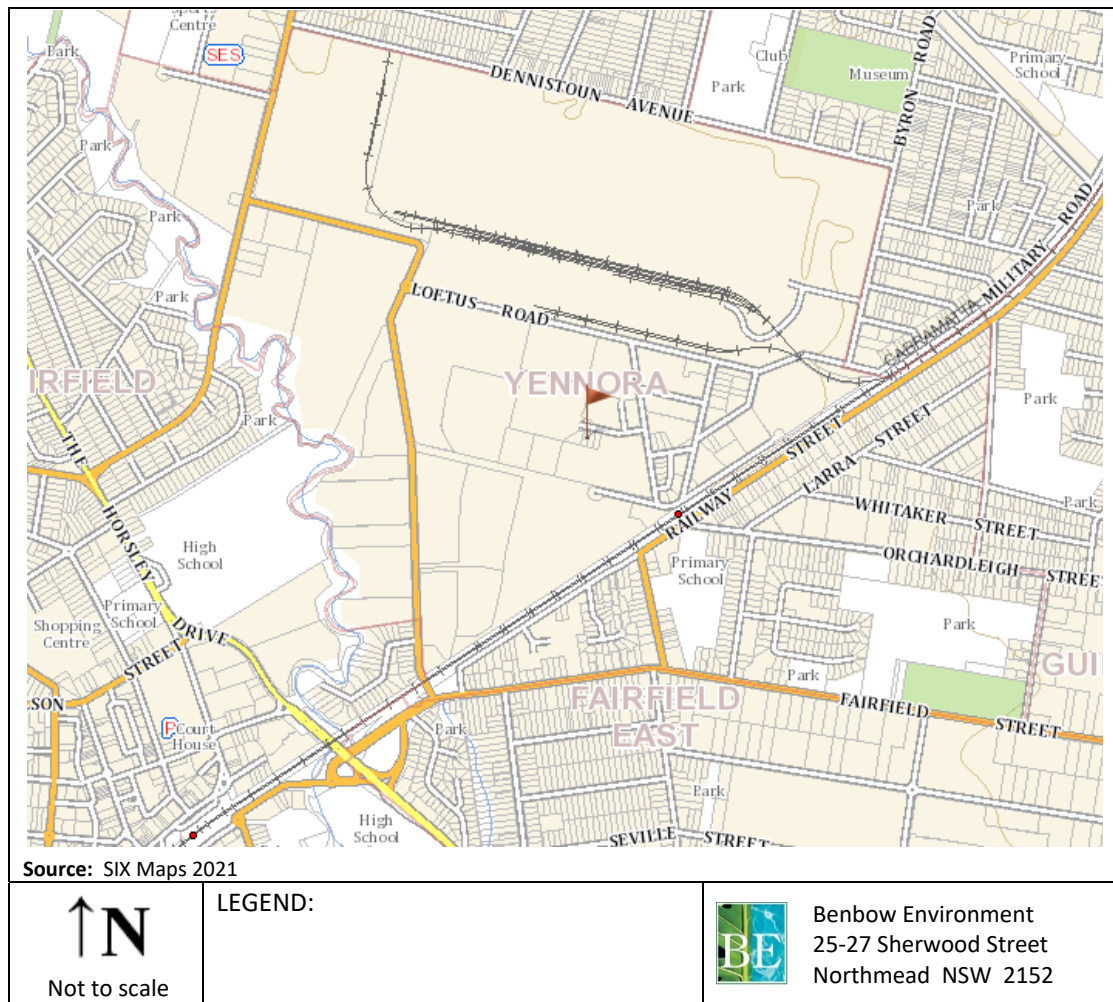 Sports
Centre
Park
SES
Club
Museum
Primary
School
BYRON ROAD
DENNISTOUN AVENUE
Park
Park
Park
Park
Park
LOFTUS ROAD
CABRAMATTA
MILITARY ROAD
IRFIELD
YENNORA
Park
Park
THE HORSLEY DRIVE
RAILWAY STREET
LARRA STREET
Park
WHITAKER STREET
High
School
Primary
School
ORCHARDLEIGH STREET
Primary
School
Shopping
Centre
STREET
Park
Park
GUI
LSON
FAIRFIELD
EAST
FAIRFIELD STREET
P
Court
House
Park
Park
High
School
SEVILLE STREET
Source: SIX Maps 2021
↑N
Not to scale
LEGEND:
BE
Benbow Environment
25-27 Sherwood Street
Northmead NSW 2152